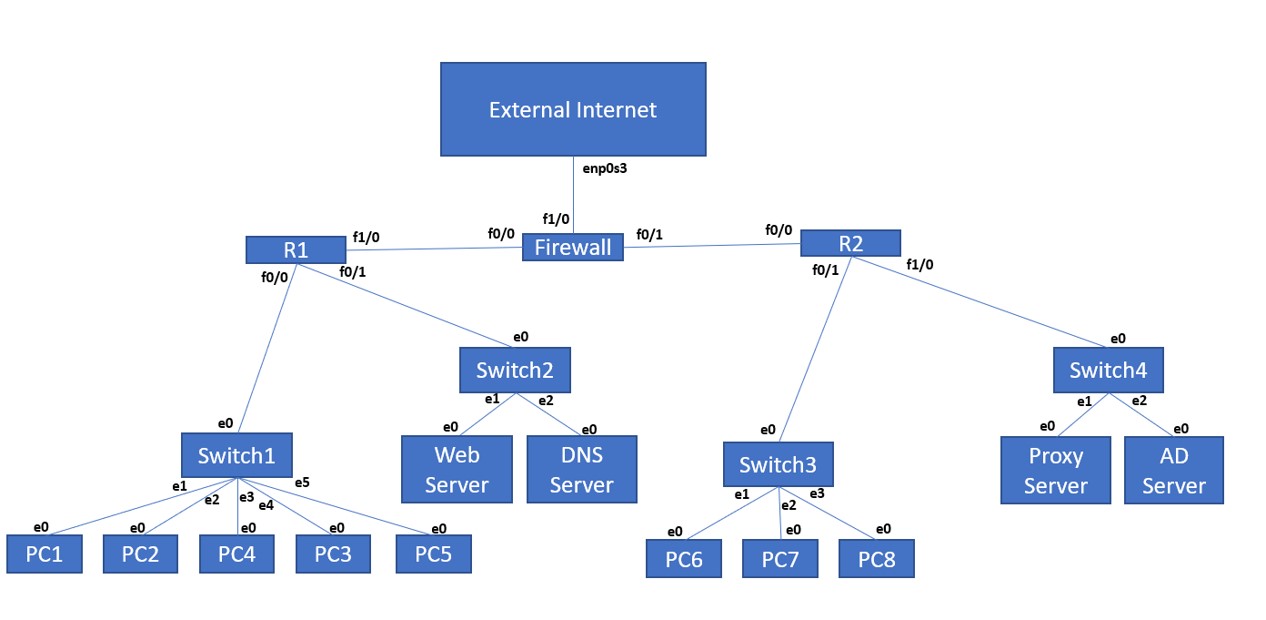 External Internet
enp0s3
f1/0
f0/0
Firewall
f0/1
R1
f1/0
f0/0
R2
f0/0
f0/1
f0/1
f1/0
e0
Switch2
e1
e2
e0
Switch4
e1
e2
e0
Switch1
e1
e2
e3
e4
e5
e0
Web
Server
e0
DNS
Server
e0
Switch3
e1
e2
e3
e0
Proxy
Server
e0
AD
Server
e0
PC1
e0
PC2
e0
PC4
e0
PC3
e0
PC5
e0
PC6
e0
PC7
e0
PC8